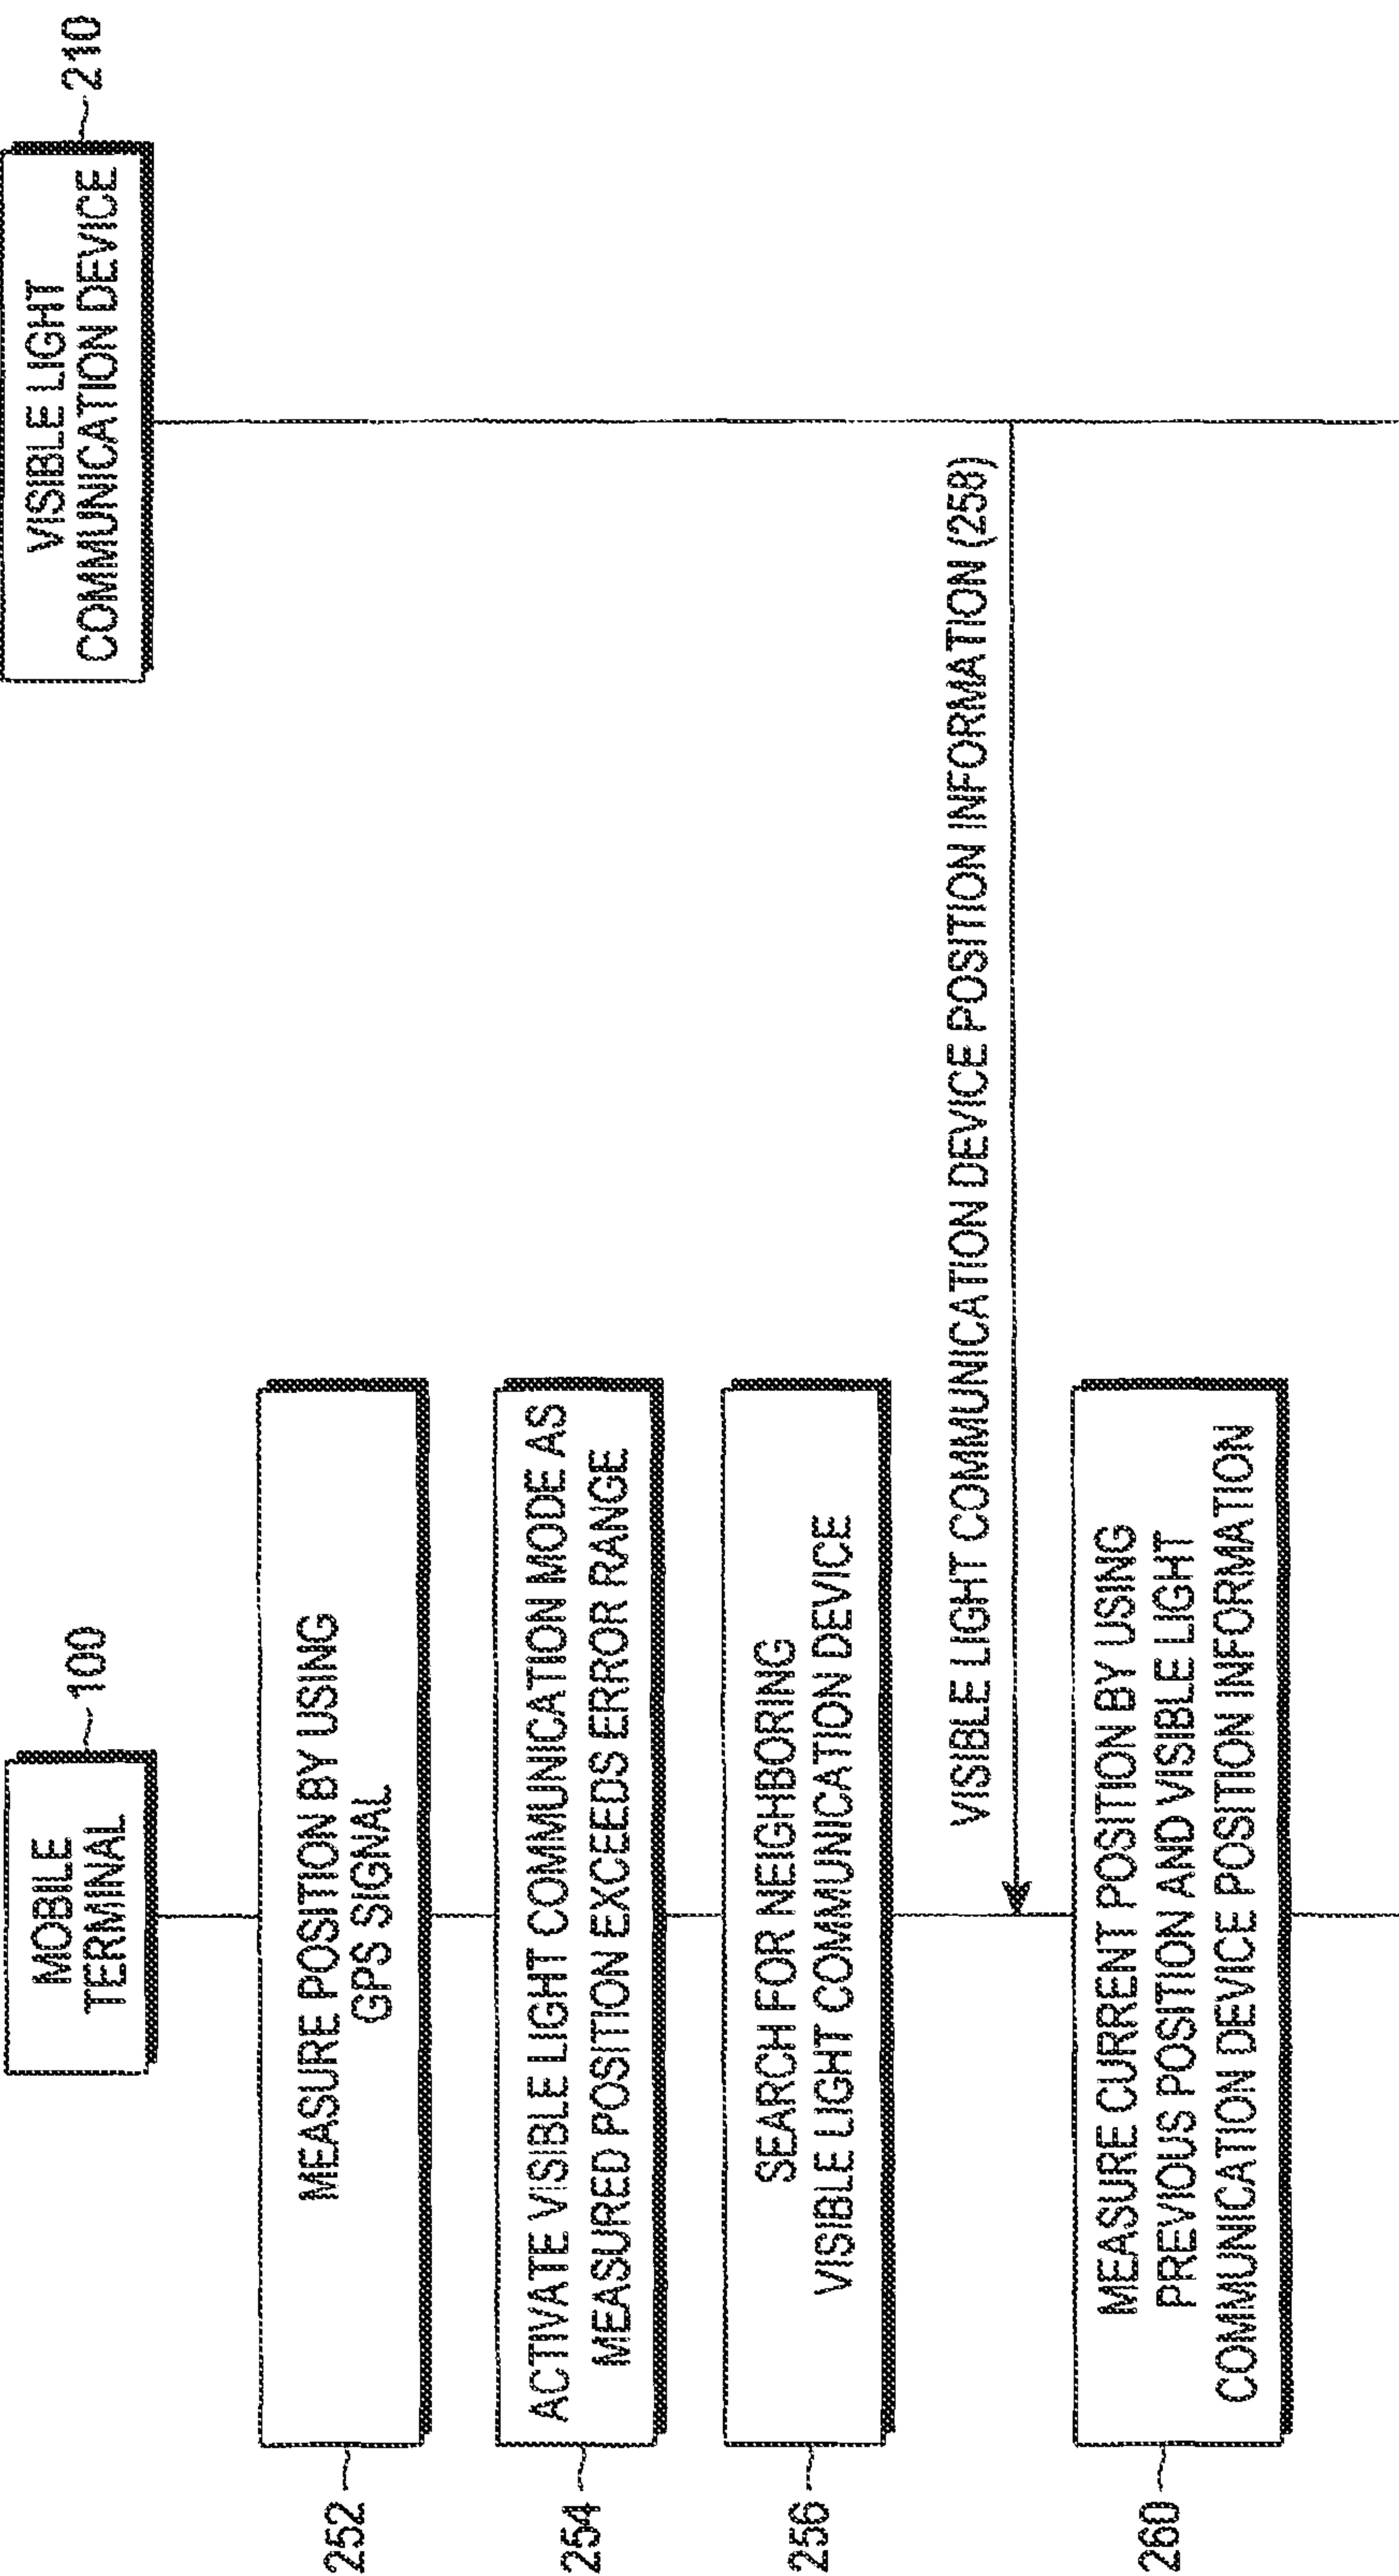 MOBILE
TERMINAL
100
VISIBLE LIGHT
COMMUNICATION DEVICE
210
252
MEASURE POSITION BY USING
GPS SIGNAL
254
ACTIVATE VISIBLE LIGHT COMMUNICATION MODE AS
MEASURED POSITION EXCEEDS ERROR RANGE
256
SEARCH FOR NEIGHBORING
VISIBLE LIGHT COMMUNICATION DEVICE
VISIBLE LIGHT COMMUNICATION DEVICE POSITION INFORMATION (258)
260
MEASURE CURRENT POSITION BY USING
PREVIOUS POSITION AND VISIBLE LIGHT
COMMUNICATION DEVICE POSITION INFORMATION